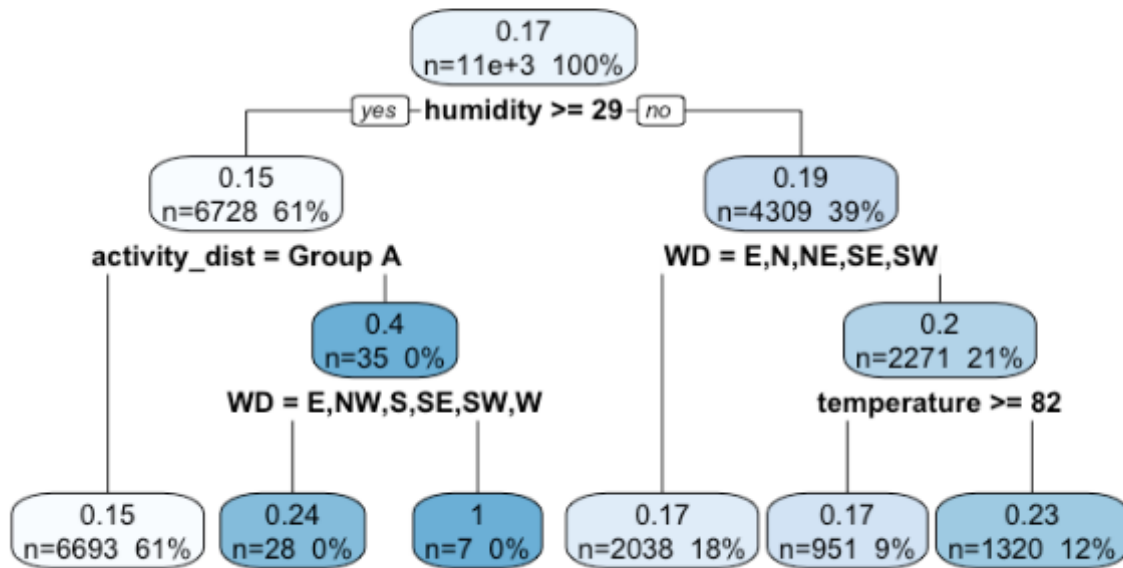 0.17
n=11e+3 100%
yes humidity >= 29 no
0.15
n=6728 61%
0.19
n=4309 39%
activity_dist = Group A
WD = E,N,NE,SE,SW
0.4
n=35 0%
0.2
n=2271 21%
WD = E,NW,S,SE,SW,W
temperature >= 82
0.15
n=6693 61%
0.24
n=28 0%
1
n=7 0%
0.17
n=2038 18%
0.17
n=951 9%
0.23
n=1320 12%